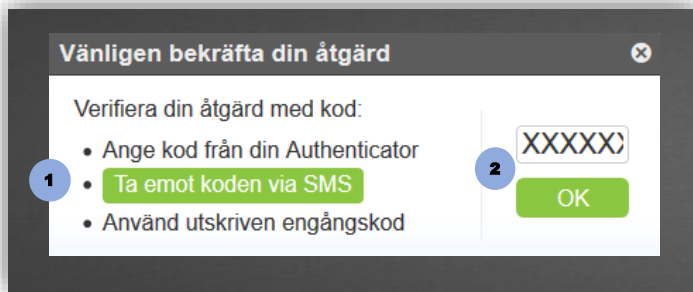 Vänligen bekräfta din åtgärd
Verifiera din åtgärd med kod:
• Ange kod från din Authenticator
1
• Ta emot koden via SMS
• Använd utskriven engångskod
XXXXXX
2
OK